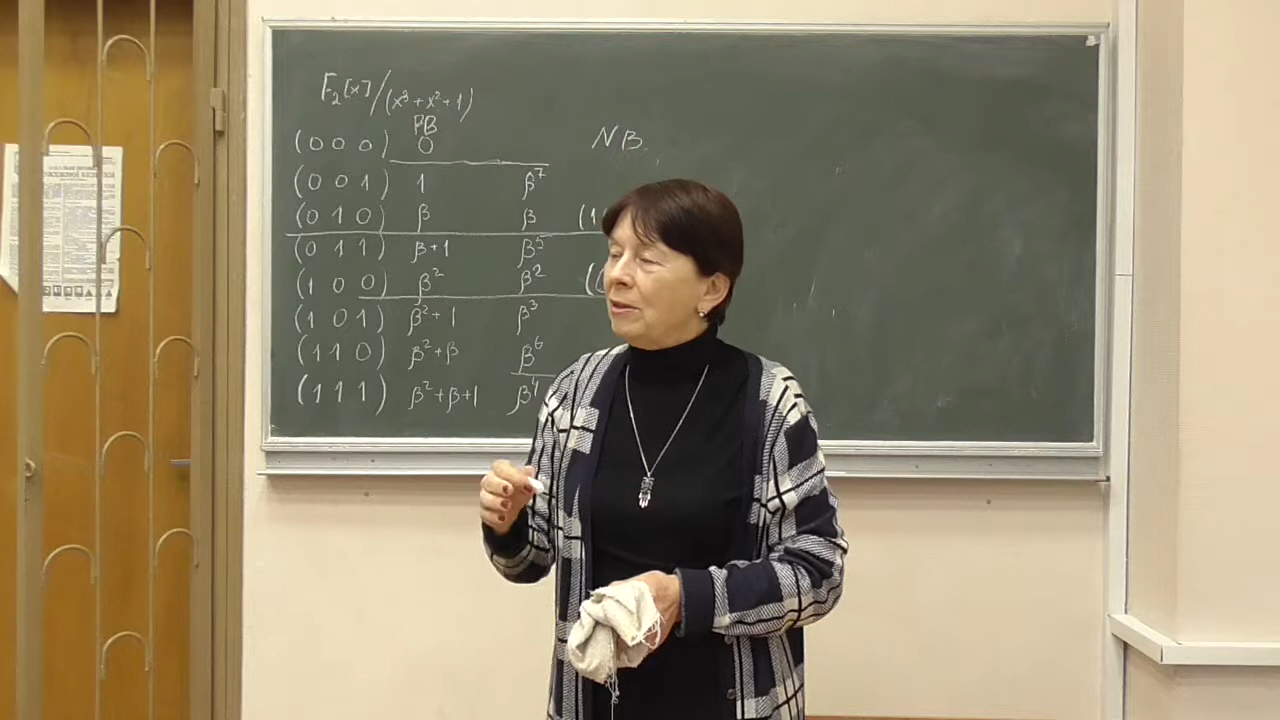 F₂[x]/(x³+x²+1)
PB
(0 0 0) 0 NB
(0 0 1) 1 β⁷
(0 1 0) β β (1
(0 1 1) β+1 β⁵
(1 0 0) β² β² (
(1 0 1) β²+1 β³
(1 1 0) β²+β β⁶
(1 1 1) β²+β+1 β⁴